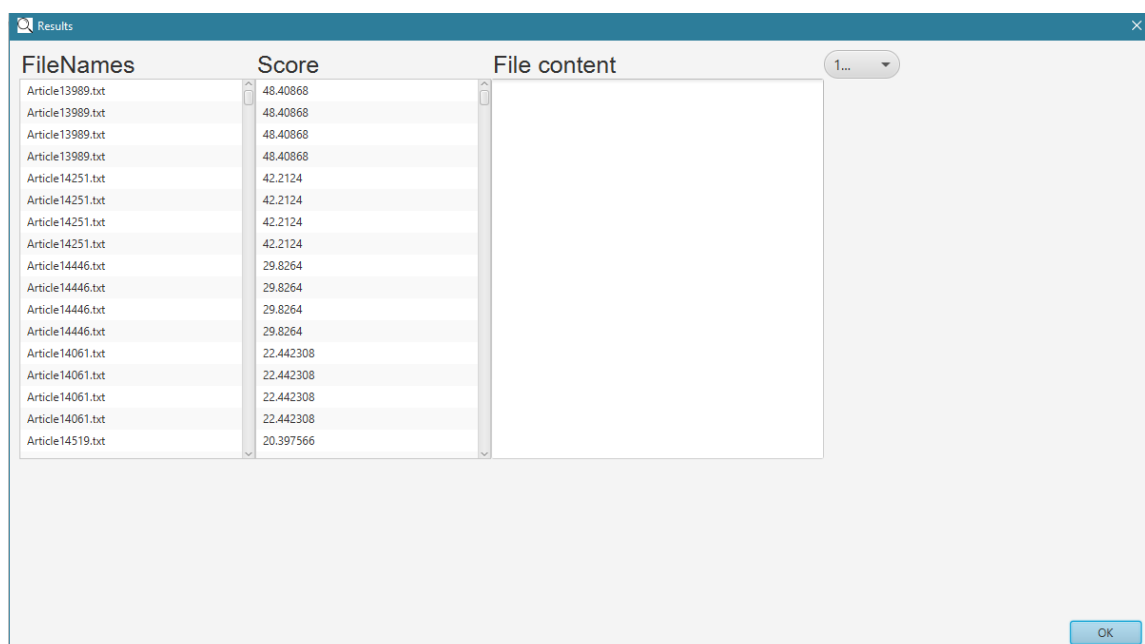 Results
FileNames Score File content 1...
Article13989.txt 48.40868
Article13989.txt 48.40868
Article13989.txt 48.40868
Article13989.txt 48.40868
Article14251.txt 42.2124
Article14251.txt 42.2124
Article14251.txt 42.2124
Article14251.txt 42.2124
Article14446.txt 29.8264
Article14446.txt 29.8264
Article14446.txt 29.8264
Article14446.txt 29.8264
Article14061.txt 22.442308
Article14061.txt 22.442308
Article14061.txt 22.442308
Article14061.txt 22.442308
Article14519.txt 20.397566
OK